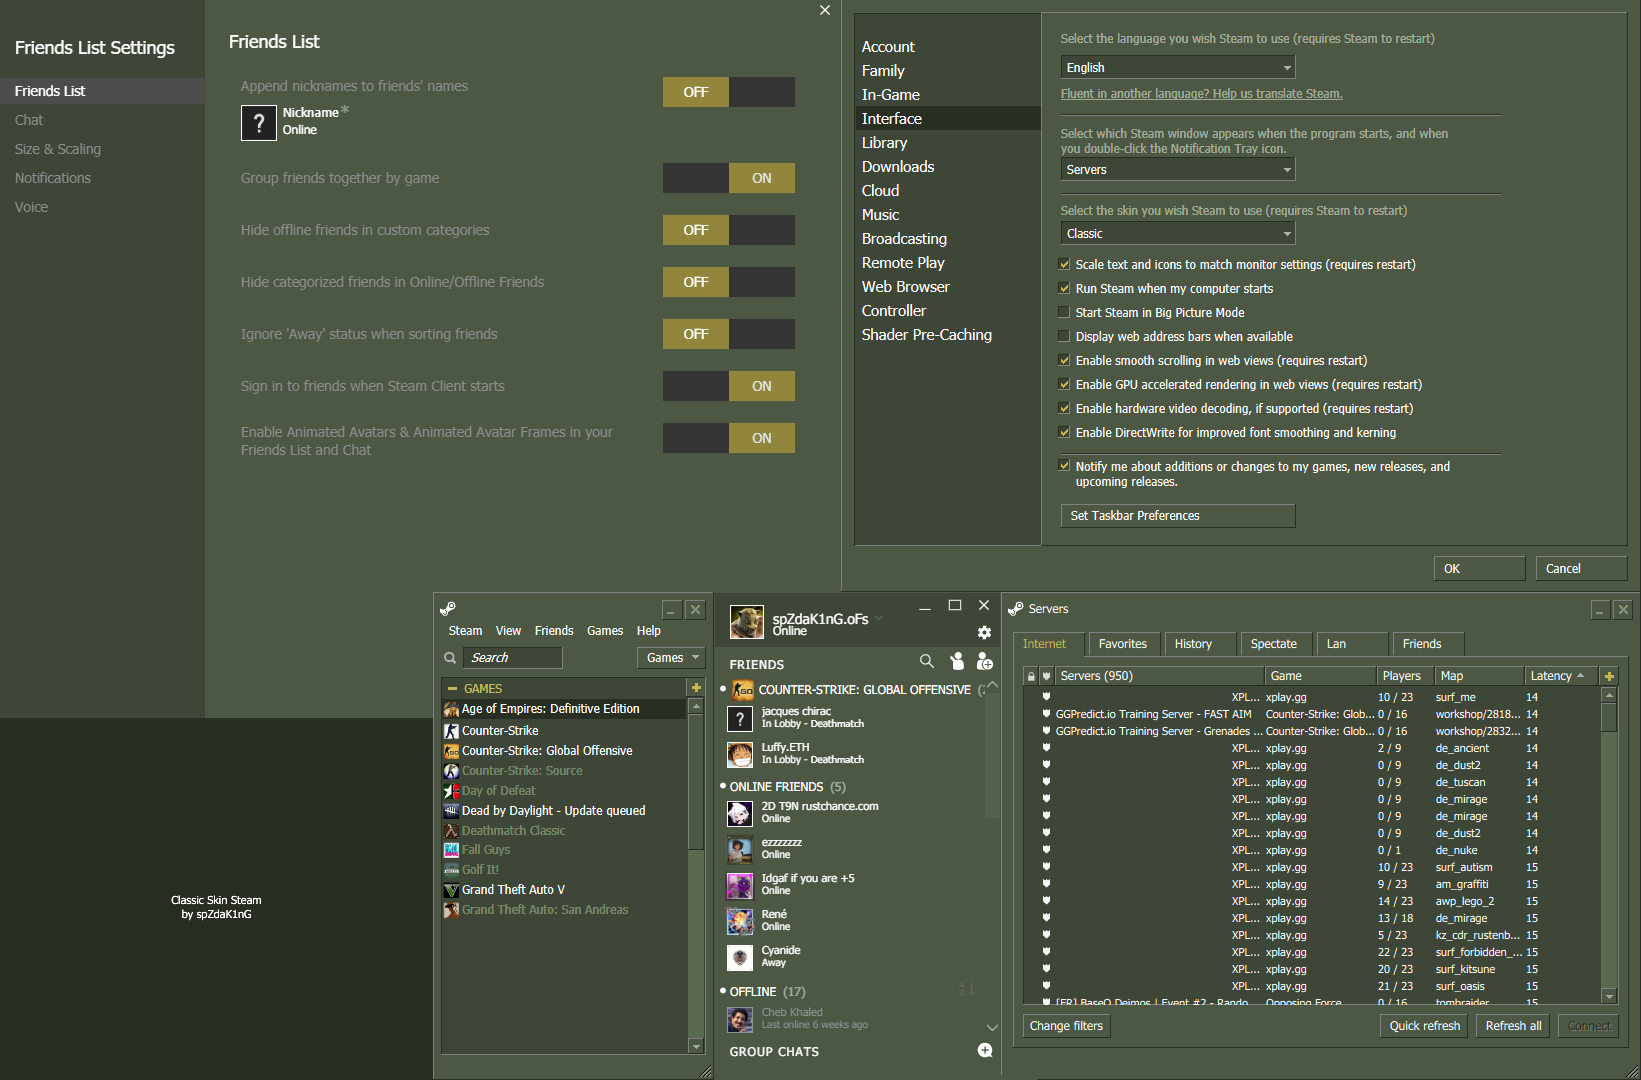 Friends List Settings
Friends List
Chat
Size & Scaling
Notifications
Voice
Friends List
Append nicknames to friends' names
OFF
?
Nickname*
Online
Group friends together by game
ON
Hide offline friends in custom categories
OFF
Hide categorized friends in Online/Offline Friends
OFF
Ignore 'Away' status when sorting friends
OFF
Sign in to friends when Steam Client starts
ON
Enable Animated Avatars & Animated Avatar Frames in your
Friends List and Chat
ON
Account
Family
In-Game
Interface
Library
Downloads
Cloud
Music
Broadcasting
Remote Play
Web Browser
Controller
Shader Pre-Caching
Select the language you wish Steam to use (requires Steam to restart)
English
Fluent in another language? Help us translate Steam.
Select which Steam window appears when the program starts, and when
you double-click the Notification Tray icon.
Servers
Select the skin you wish Steam to use (requires Steam to restart)
Classic
Scale text and icons to match monitor settings (requires restart)
Run Steam when my computer starts
Start Steam in Big Picture Mode
Display web address bars when available
Enable smooth scrolling in web views (requires restart)
Enable GPU accelerated rendering in web views (requires restart)
Enable hardware video decoding, if supported (requires restart)
Enable DirectWrite for improved font smoothing and kerning
Notify me about additions or changes to my games, new releases, and
upcoming releases.
Set Taskbar Preferences
OK Cancel
Classic Skin Steam
by spZdaK1nG
Steam View Friends Games Help
Search Games
GAMES
Age of Empires: Definitive Edition
Counter-Strike
Counter-Strike: Global Offensive
Counter-Strike: Source
Day of Defeat
Dead by Daylight - Update queued
Deathmatch Classic
Fall Guys
Golf It!
Grand Theft Auto V
Grand Theft Auto: San Andreas
spZdaK1nG.oFs
Online
FRIENDS
COUNTER-STRIKE: GLOBAL OFFENSIVE
?
jacques chirac
In Lobby - Deathmatch
Luffy.ETH
In Lobby - Deathmatch
ONLINE FRIENDS (5)
2D T9N rustchance.com
Online
ezzzzzzz
Online
Idgaf if you are +5
Online
René
Online
Cyanide
Away
OFFLINE (17)
Cheb Khaled
Last online 6 weeks ago
GROUP CHATS
Servers
Internet Favorites History Spectate Lan Friends
Servers (950) Game Players Map Latency
XPL... xplay.gg 10 / 23 surf_me 14
GGPredict.io Training Server - FAST AIM Counter-Strike: Glob... 0 / 16 workshop/2818... 14
GGPredict.io Training Server - Grenades ... Counter-Strike: Glob... 0 / 16 workshop/2832... 14
XPL... xplay.gg 2 / 9 de_ancient 14
XPL... xplay.gg 0 / 9 de_dust2 14
XPL... xplay.gg 0 / 9 de_tuscan 14
XPL... xplay.gg 0 / 9 de_mirage 14
XPL... xplay.gg 0 / 9 de_mirage 14
XPL... xplay.gg 0 / 9 de_dust2 14
XPL... xplay.gg 0 / 1 de_nuke 14
XPL... xplay.gg 10 / 23 surf_autism 15
XPL... xplay.gg 9 / 23 am_graffiti 15
XPL... xplay.gg 14 / 23 awp_lego_2 15
XPL... xplay.gg 13 / 18 de_mirage 15
XPL... xplay.gg 5 / 23 kz_cdr_rustenb... 15
XPL... xplay.gg 22 / 23 surf_forbidden_... 15
XPL... xplay.gg 20 / 23 surf_kitsune 15
XPL... xplay.gg 21 / 23 surf_oasis 15
[FR] BaseQ Deimos | Event #2 - Rando... Opposing Force 0 / 16 tombraider 15
Change filters Quick refresh Refresh all Connect